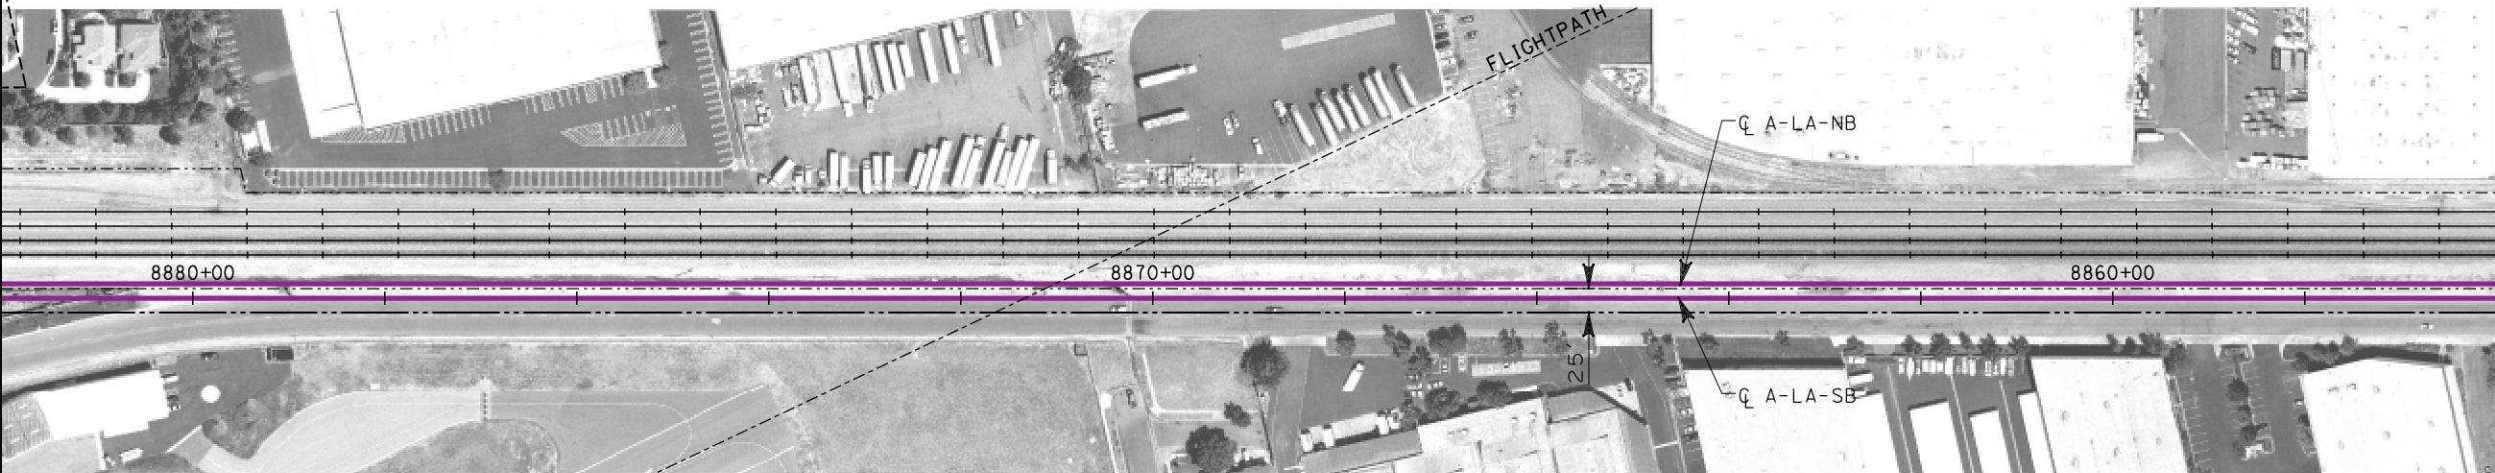 FLIGHTPATH
℄ A-LA-NB
8880+00
8870+00
8860+00
25'
℄ A-LA-SB